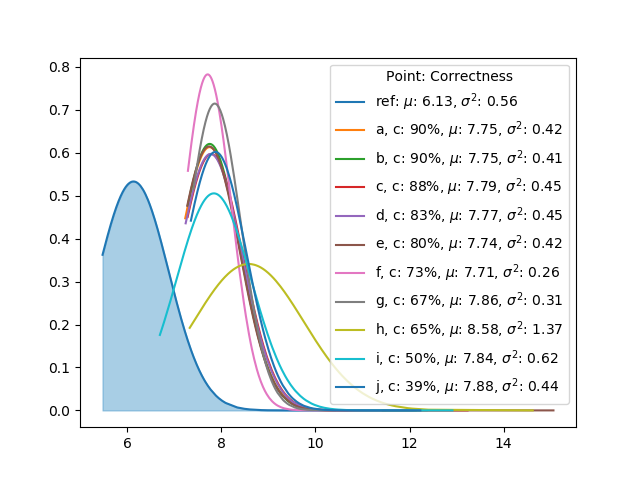 Point: Correctness
ref: μ: 6.13, σ²: 0.56
a, c: 90%, μ: 7.75, σ²: 0.42
b, c: 90%, μ: 7.75, σ²: 0.41
c, c: 88%, μ: 7.79, σ²: 0.45
d, c: 83%, μ: 7.77, σ²: 0.45
e, c: 80%, μ: 7.74, σ²: 0.42
f, c: 73%, μ: 7.71, σ²: 0.26
g, c: 67%, μ: 7.86, σ²: 0.31
h, c: 65%, μ: 8.58, σ²: 1.37
i, c: 50%, μ: 7.84, σ²: 0.62
j, c: 39%, μ: 7.88, σ²: 0.44
0.8
0.7
0.6
0.5
0.4
0.3
0.2
0.1
0.0
6 8 10 12 14